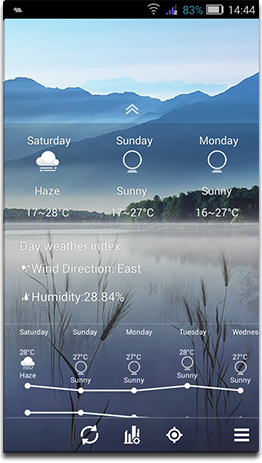 83% 14:44
Saturday Sunday Monday
Haze Sunny Sunny
17~28°C 17~27°C 16~27°C
Day weather index
Wind Direction: East
Humidity:28.84%
Saturday Sunday Monday Tuesday Wednes
28°C 27°C 27°C 28°C 27°C
Haze Sunny Sunny Sunny Sunny